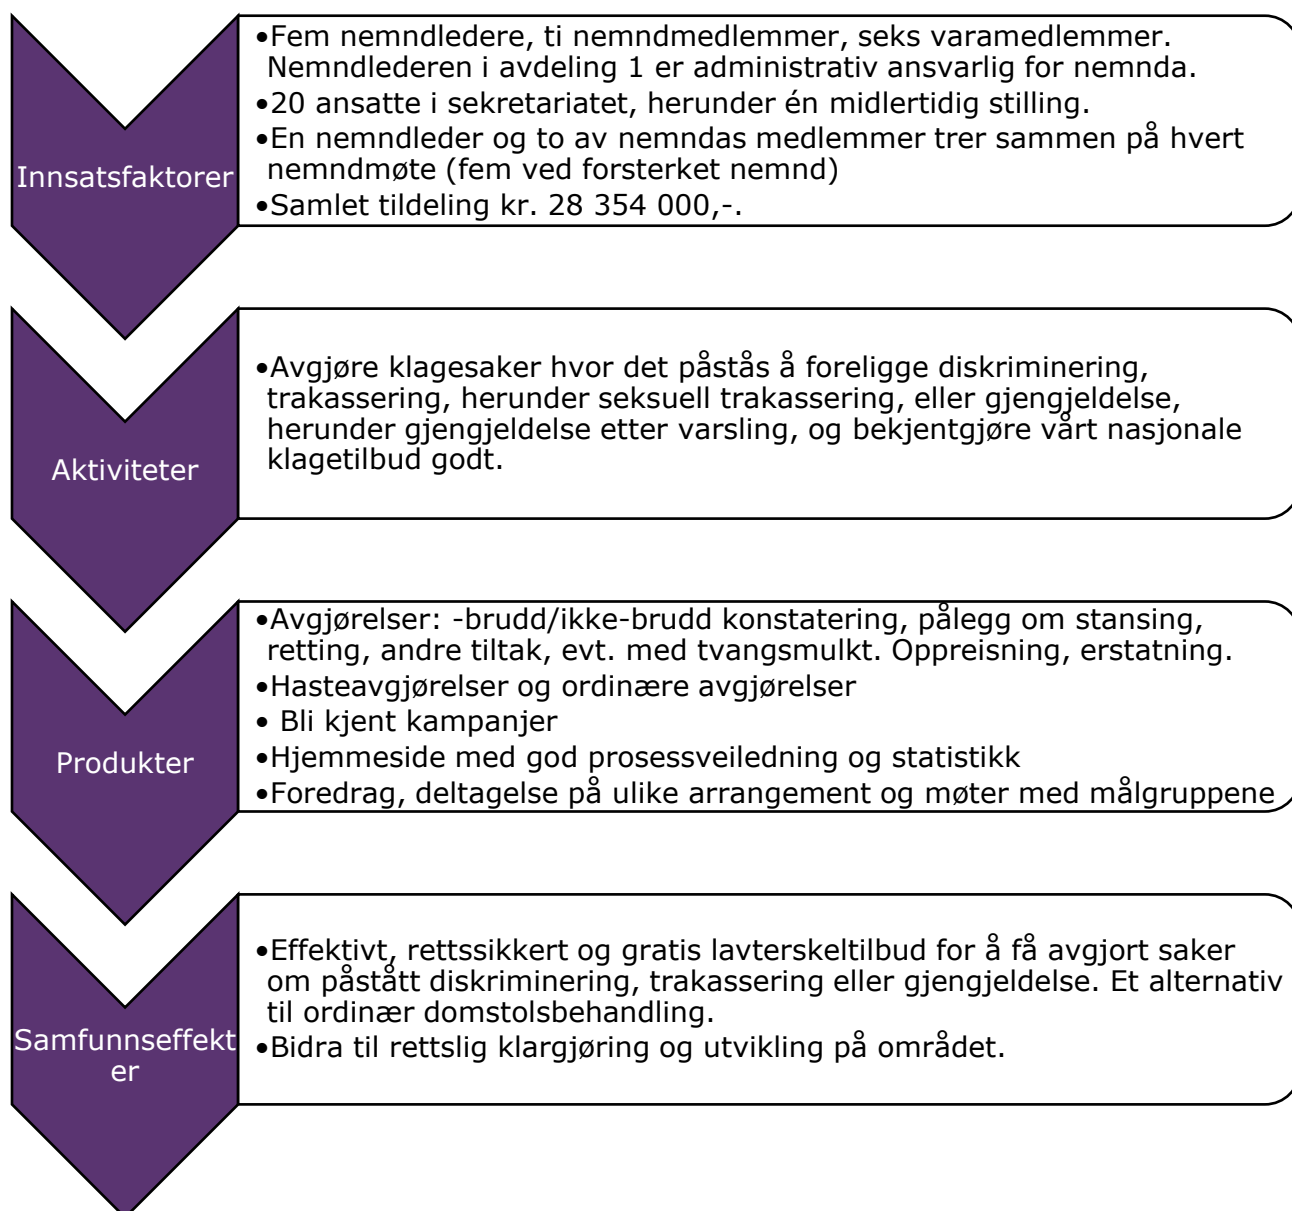 Innsatsfaktorer
•Fem nemndledere, ti nemndmedlemmer, seks varamedlemmer.
Nemndlederen i avdeling 1 er administrativ ansvarlig for nemnda.
•20 ansatte i sekretariatet, herunder én midlertidig stilling.
•En nemndleder og to av nemndas medlemmer trer sammen på hvert
nemndmøte (fem ved forsterket nemnd)
•Samlet tildeling kr. 28 354 000,-.
Aktiviteter
•Avgjøre klagesaker hvor det påstås å foreligge diskriminering,
trakassering, herunder seksuell trakassering, eller gjengjeldelse,
herunder gjengjeldelse etter varsling, og bekjentgjøre vårt nasjonale
klagetilbud godt.
Produkter
•Avgjørelser: -brudd/ikke-brudd konstatering, pålegg om stansing,
retting, andre tiltak, evt. med tvangsmulkt. Oppreisning, erstatning.
•Hasteavgjørelser og ordinære avgjørelser
• Bli kjent kampanjer
•Hjemmeside med god prosessveiledning og statistikk
•Foredrag, deltagelse på ulike arrangement og møter med målgruppene
Samfunnseffekt
er
•Effektivt, rettssikkert og gratis lavterskeltilbud for å få avgjort saker
om påstått diskriminering, trakassering eller gjengjeldelse. Et alternativ
til ordinær domstolsbehandling.
•Bidra til rettslig klargjøring og utvikling på området.